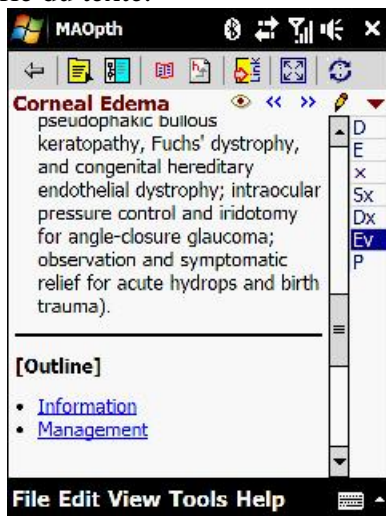 MAOpth
Corneal Edema
pseudophakic bullous
keratopathy, Fuchs' dystrophy,
and congenital hereditary
endothelial dystrophy; intraocular
pressure control and iridotomy
for angle-closure glaucoma;
observation and symptomatic
relief for acute hydrops and birth
trauma).
[Outline]
• Information
• Management
D
E
×
Sx
Dx
Ev
P
File Edit View Tools Help